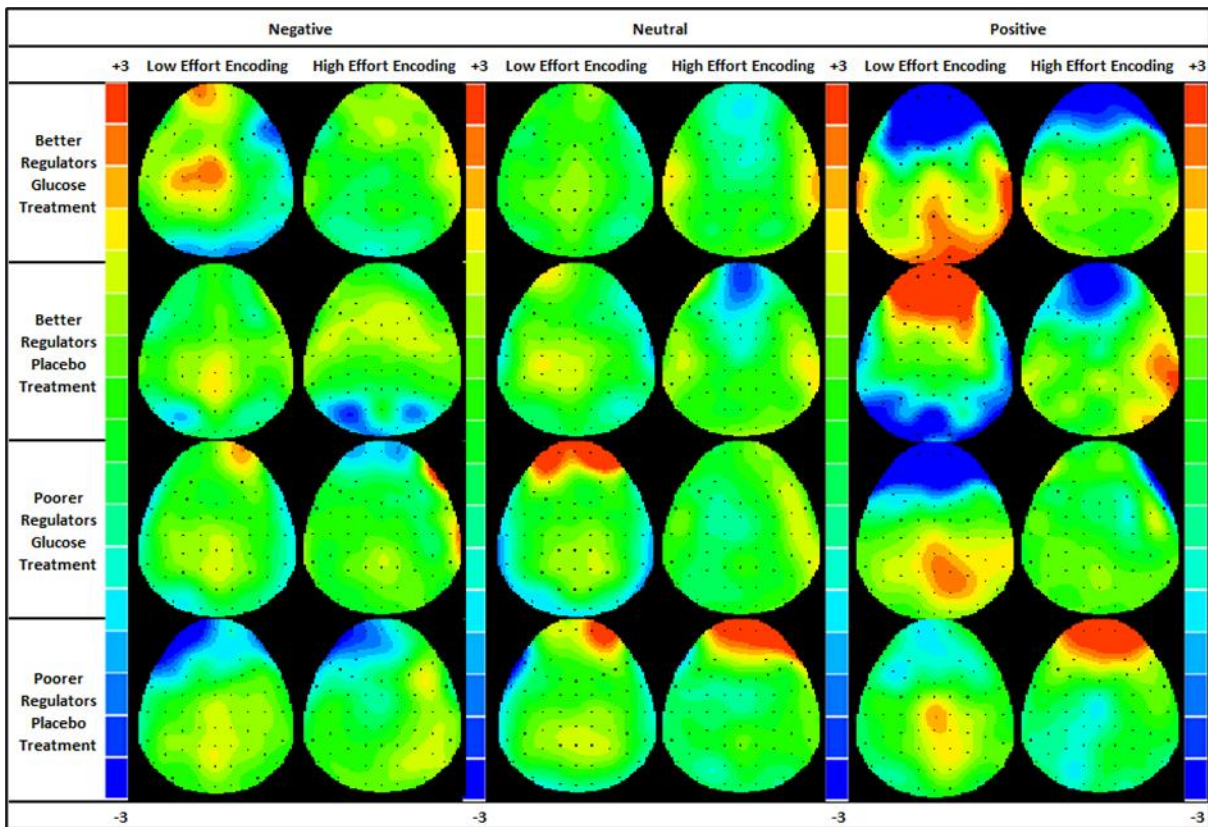 Negative Neutral Positive
+3 Low Effort Encoding High Effort Encoding +3 Low Effort Encoding High Effort Encoding +3 Low Effort Encoding High Effort Encoding +3
Better
Regulators
Glucose
Treatment
Better
Regulators
Placebo
Treatment
Poorer
Regulators
Glucose
Treatment
Poorer
Regulators
Placebo
Treatment
-3 -3 -3 -3